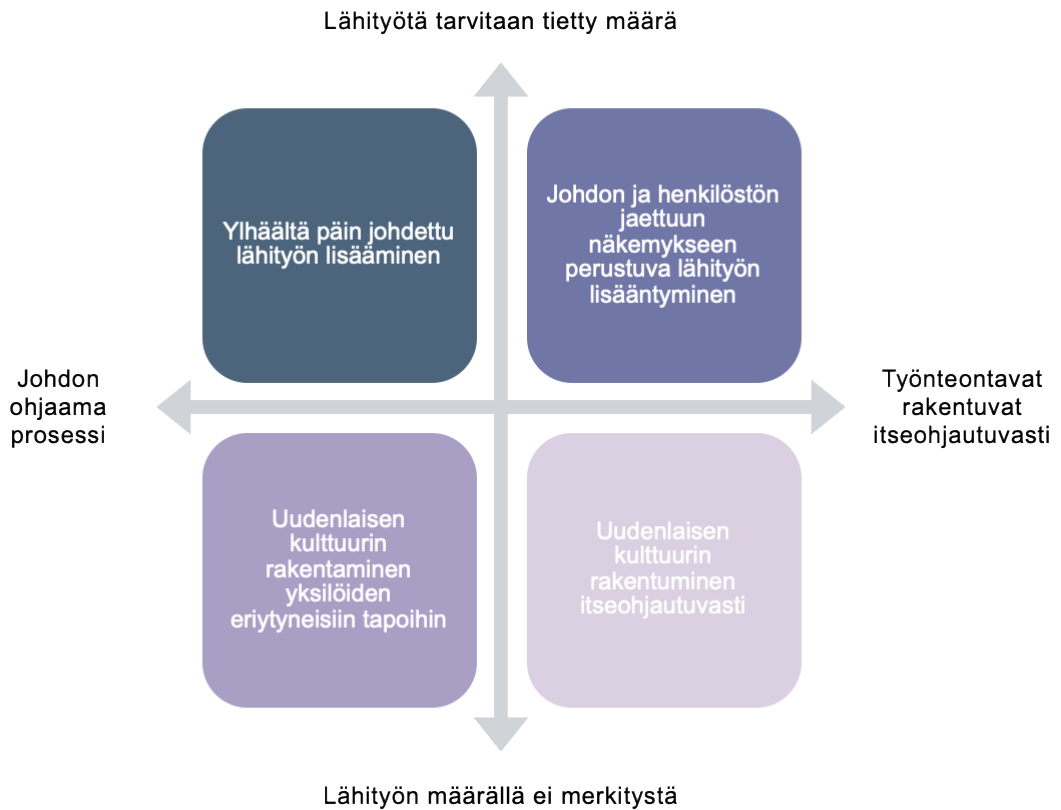 Lähityötä tarvitaan tietty määrä
Ylhäältä päin johdettu
lähityön lisääminen
Johdon ja henkilöstön
jaettuun
näkemykseen
perustuva lähityön
lisääntyminen
Johdon
ohjaama
prosessi
Työnteontavat
rakentuvat
itseohjautuvasti
Uudenlaisen
kulttuurin
rakentaminen
yksilöiden
eriytyneisiin tapoihin
Uudenlaisen
kulttuurin
rakentuminen
itseohjautuvasti
Lähityön määrällä ei merkitystä